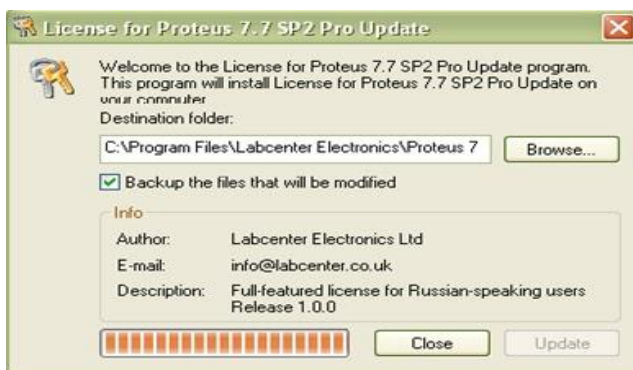 License for Proteus 7.7 SP2 Pro Update
Welcome to the License for Proteus 7.7 SP2 Pro Update program.
This program will install License for Proteus 7.7 SP2 Pro Update on
your computer
Destination folder:
C:\Program Files\Labcenter Electronics\Proteus 7
Browse...
Backup the files that will be modified
Info
Author: Labcenter Electronics Ltd
E-mail: info@labcenter.co.uk
Description: Full-featured license for Russian-speaking users
Release 1.0.0
Close
Update